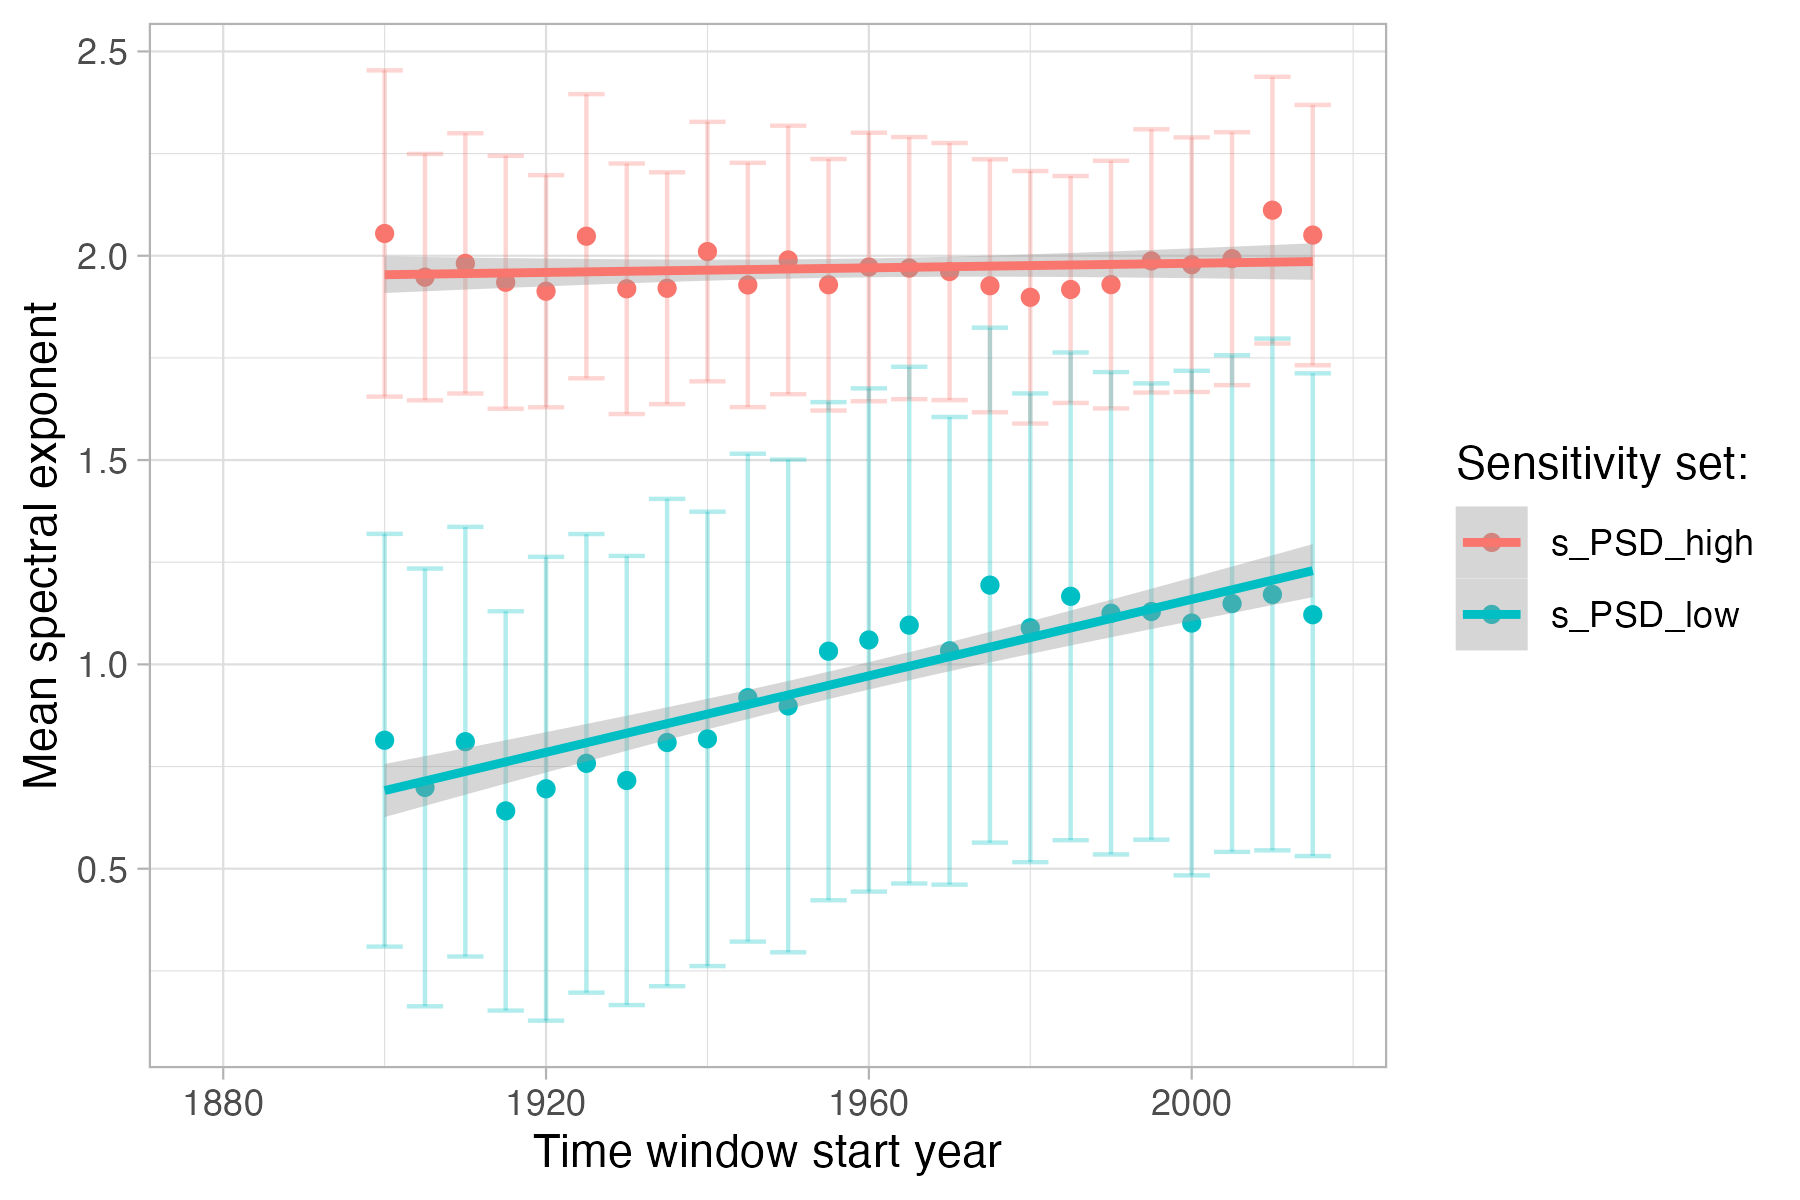 2.5
2.0
1.5
1.0
0.5
Mean spectral exponent
1880
1920
1960
2000
Time window start year
Sensitivity set:
s_PSD_high
s_PSD_low